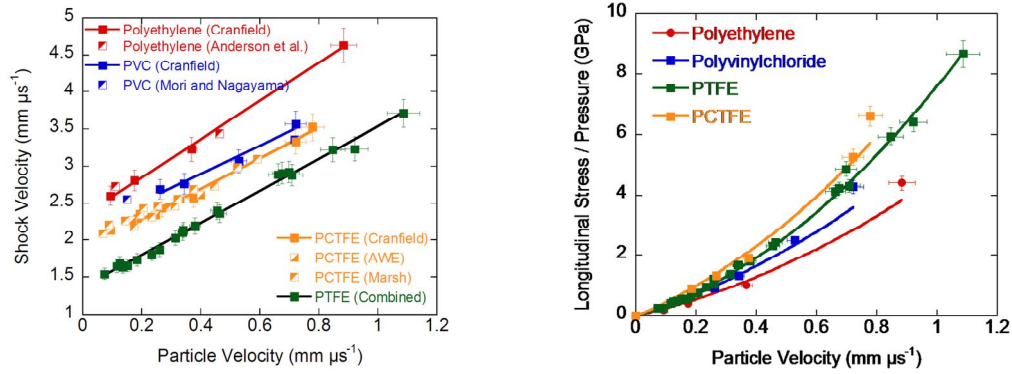 Shock Velocity (mm µs⁻¹)
5
4.5
4
3.5
3
2.5
2
1.5
1
Polyethylene (Cranfield)
Polyethylene (Anderson et al.)
PVC (Cranfield)
PVC (Mori and Nagayama)
PCTFE (Cranfield)
PCTFE (AWE)
PCTFE (Marsh)
PTFE (Combined)
0 0.2 0.4 0.6 0.8 1 1.2
Particle Velocity (mm µs⁻¹)
Longitudinal Stress / Pressure (GPa)
10
8
6
4
2
0
Polyethylene
Polyvinylchloride
PTFE
PCTFE
0 0.2 0.4 0.6 0.8 1 1.2
Particle Velocity (mm µs⁻¹)